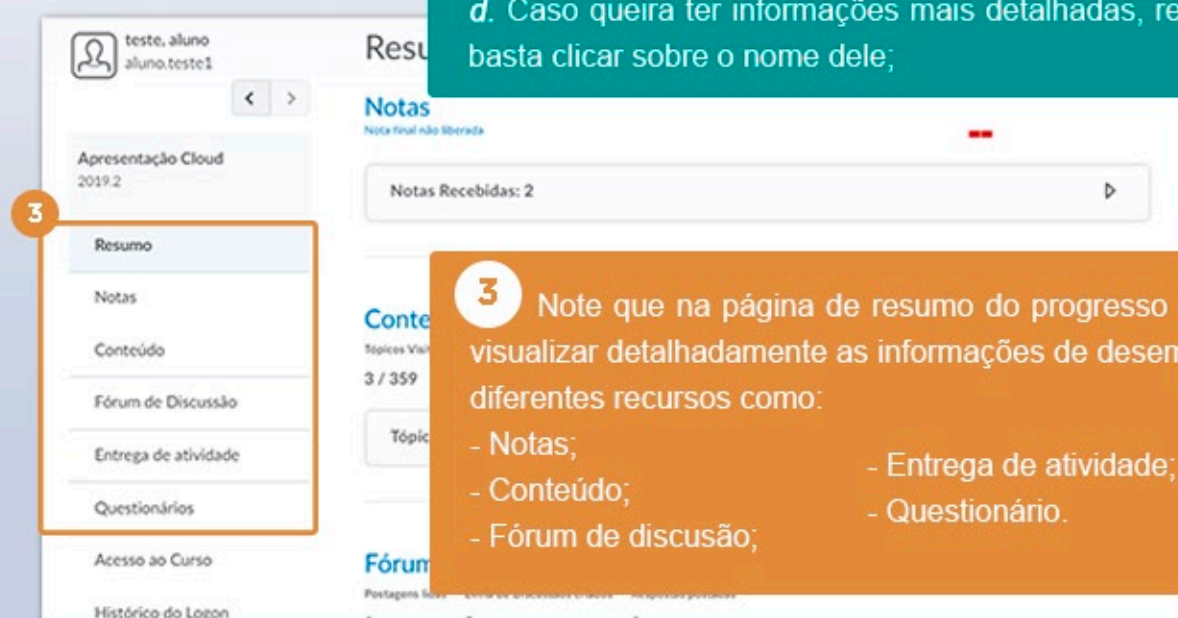 d. Caso queira ter informações mais detalhadas, re
basta clicar sobre o nome dele;
teste, aluno
aluno.teste1
Resu
Notas
Nota final não liberada
--
Apresentação Cloud
2019.2
Notas Recebidas: 2
3
Resumo
Notas
Conteúdo
Fórum de Discussão
Entrega de atividade
Questionários
Acesso ao Curso
Histórico do Logon
Conte
Tópicos Visi
3 / 359
Tópic
3 Note que na página de resumo do progresso
visualizar detalhadamente as informações de desem
diferentes recursos como:
- Notas;
- Conteúdo;
- Fórum de discusão;
- Entrega de atividade;
- Questionário.
Fórum
Postagens